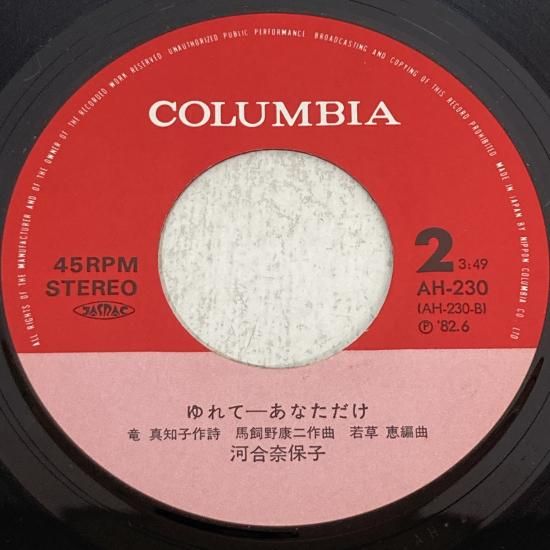 ALL RIGHTS OF THE MANUFACTURER AND OF THE OWNER OF THE RECORDED WORK RESERVED UNAUTHORIZED PUBLIC PERFORMANCE BROADCASTING AND COPYING OF THIS RECORD PROHIBITED MADE IN JAPAN BY NIPPON COLUMBIA CO LTD
COLUMBIA
45RPM
STEREO
JASRAC
2 3:49
AH-230
(AH-230-B)
Ⓟ '82.6
ゆれて―あなただけ
竜 真知子作詩 馬飼野康二作曲 若草 恵編曲
河合奈保子